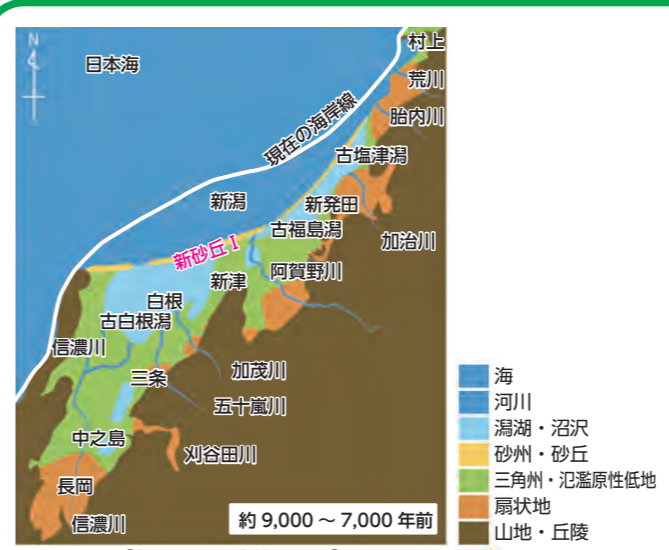 N
日本海
村上
荒川
胎内川
現在の海岸線
古塩津潟
新潟
新発田
古福島潟
加治川
新砂丘Ⅰ
阿賀野川
新津
白根
古白根潟
信濃川
三条
加茂川
五十嵐川
中之島
刈谷田川
長岡
信濃川
約 9,000 ~ 7,000 年前
海
河川
潟湖・沼沢
砂州・砂丘
三角州・氾濫原性低地
扇状地
山地・丘陵